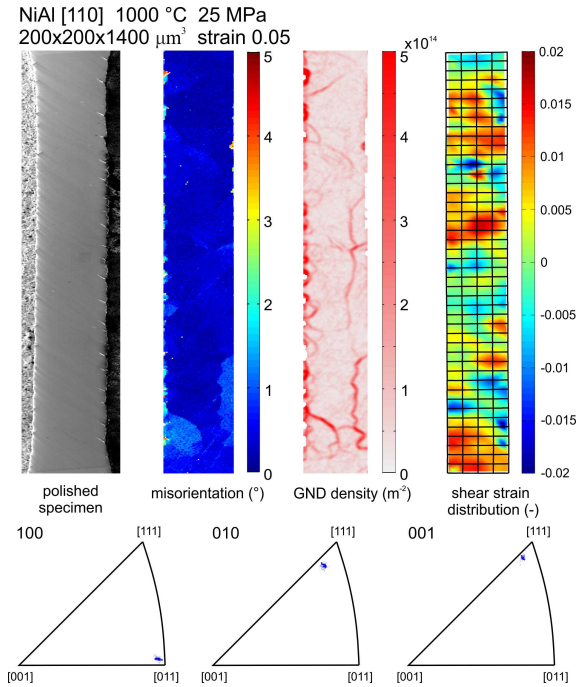 NiAl [110] 1000 °C 25 MPa
200x200x1400 μm³ strain 0.05
x10¹⁴
5 5 0.02
4 4 0.015
0.01
3 3 0.005
0
2 2 -0.005
1 1 -0.01
-0.015
0 0 -0.02
polished specimen
misorientation (°)
GND density (m⁻²)
shear strain distribution (-)
100 [111] 010 [111] 001 [111]
[001] [011] [001] [011] [001] [011]